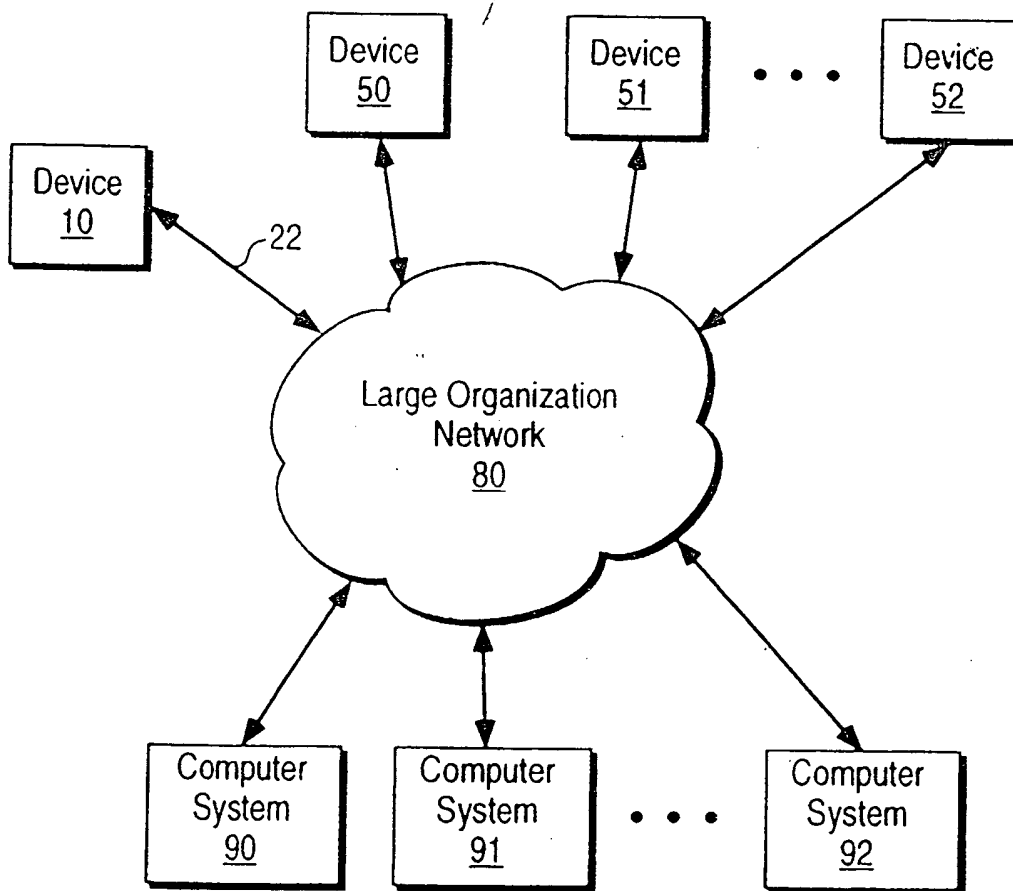 Device
50
Device
51
Device
52
Device
10
22
Large Organization
Network
80
Computer
System
90
Computer
System
91
Computer
System
92